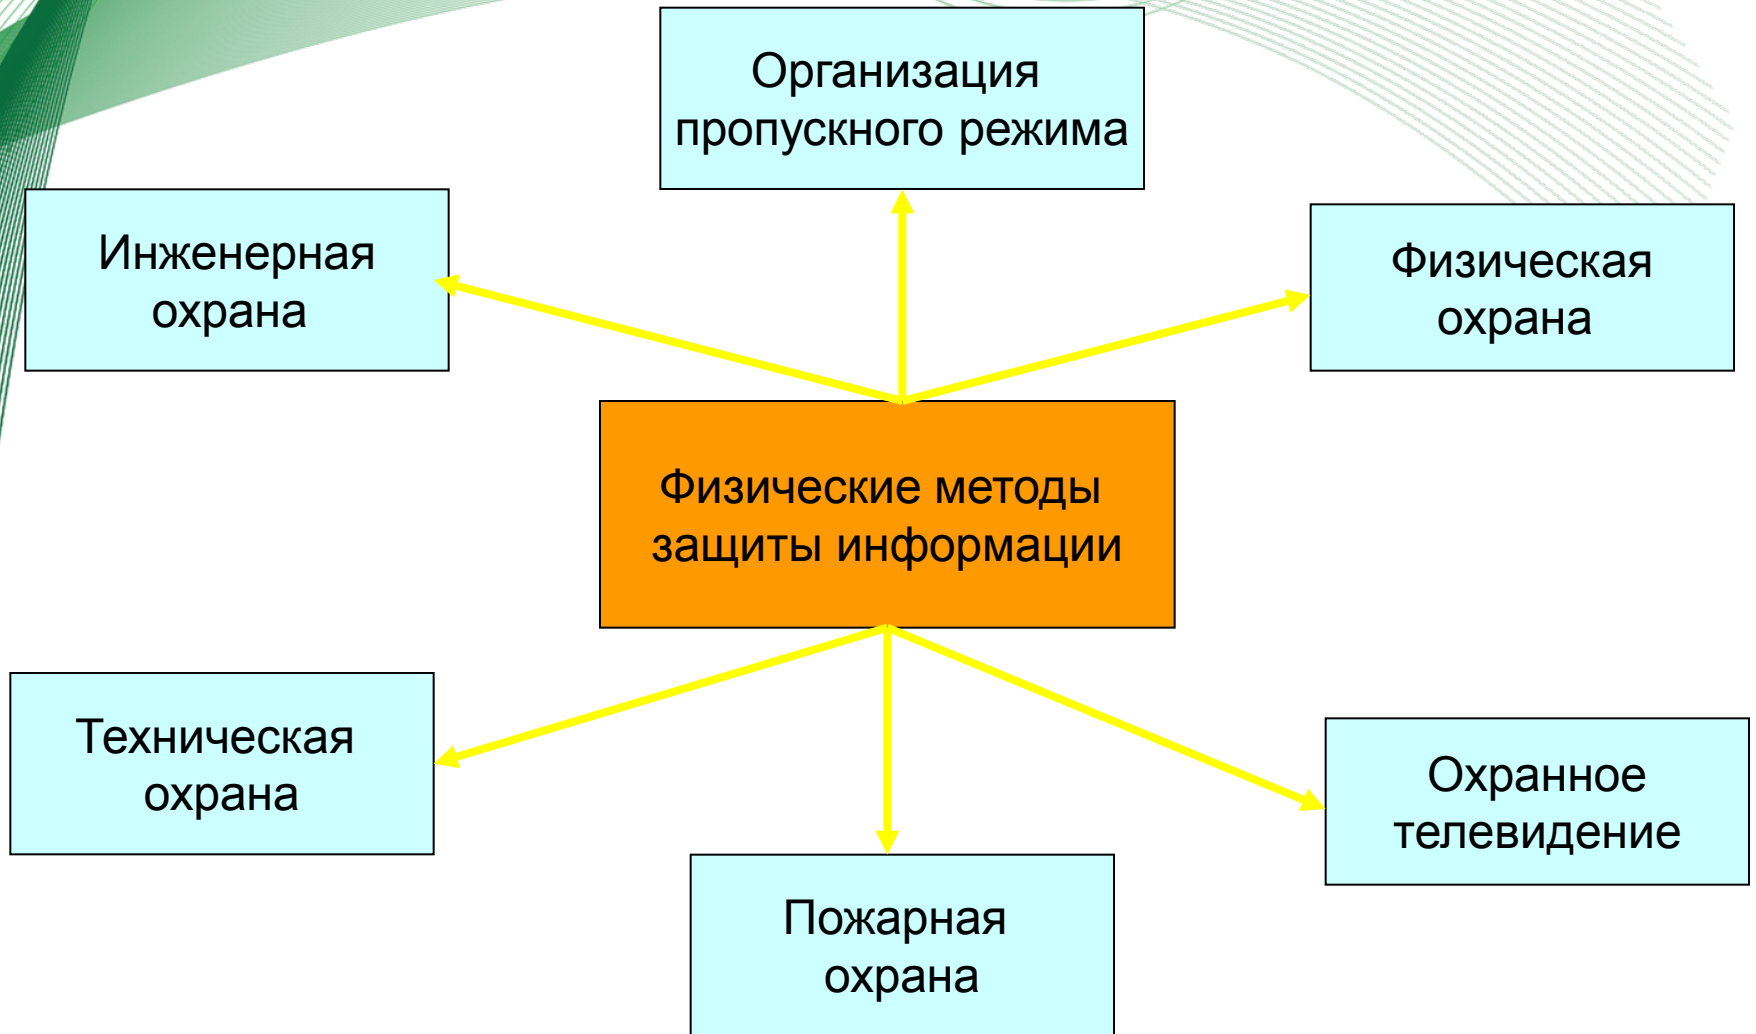 Организация
пропускного режима
Инженерная
охрана
Физическая
охрана
Физические методы
защиты информации
Техническая
охрана
Охранное
телевидение
Пожарная
охрана